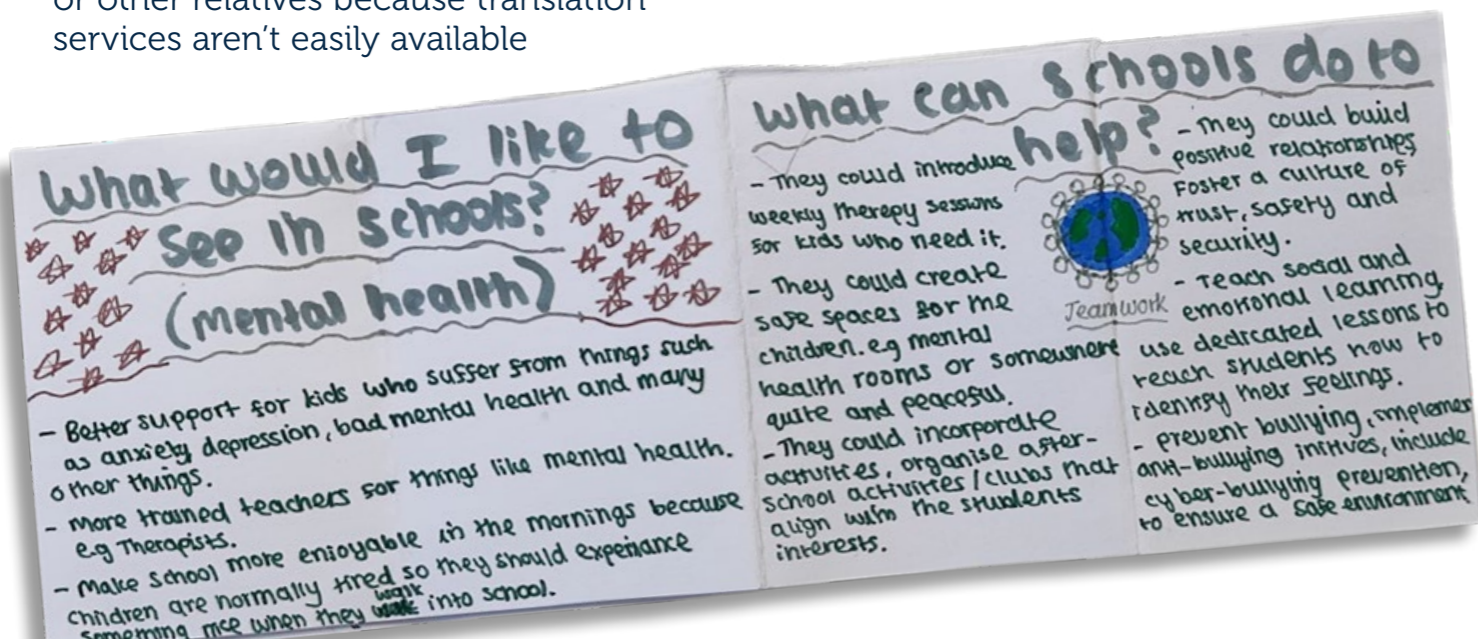 or other relatives because translation
services aren't easily available
What would I like to
see in schools?
(mental health)
- Better support for kids who suffer from things such
as anxiety, depression, bad mental health and many
other things.
- more trained teachers for things like mental health.
e.g Therapists.
- Make school more enjoyable in the mornings because
children are normally tired so they should experiance
something nice when they walk into school.
what can schools do to
help?
- They could introduce
weekly therepy sessions
for kids who need it.
- They could create
safe spaces for the
children. e.g mental
health rooms or somewhere
quite and peaceful.
- They could incorporate
activities, organise after-
school activities/clubs that
align with the students
interests.
Teamwork
- They could build
positive relationships
Foster a culture of
trust, safety and
security.
- Teach social and
emotional learning,
use dedicated lessons to
teach students how to
identify their feelings.
- prevent bullying, implement
anti-bullying intitives, include
cyber-bullying prevention,
to ensure a safe environment